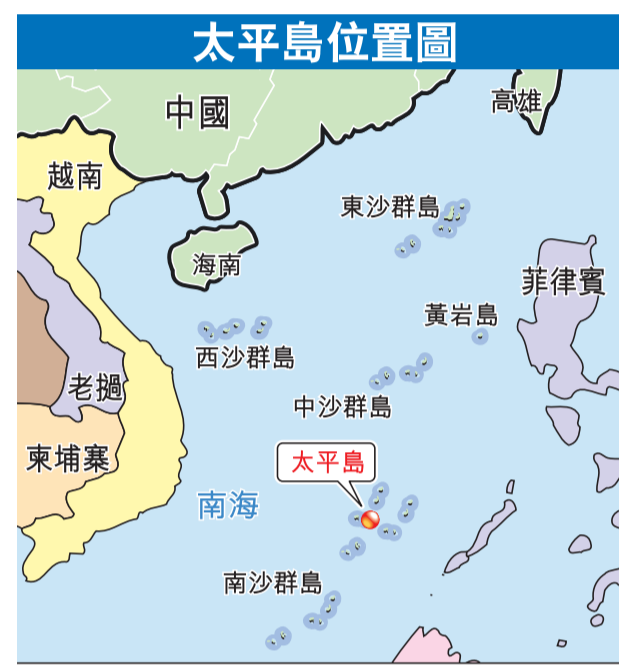 太平島位置圖
中國
高雄
越南
東沙群島
海南
菲律賓
黃岩島
西沙群島
老撾
中沙群島
柬埔寨
太平島
南海
南沙群島